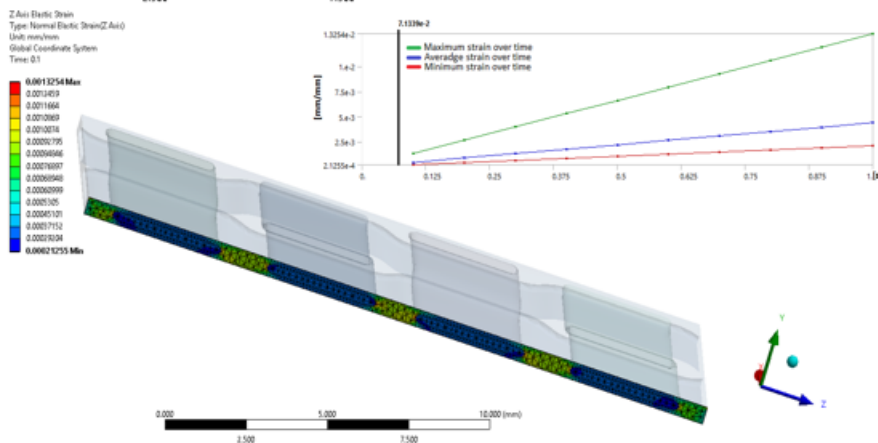 Z Axis Elastic Strain
Type: Normal Elastic Strain(Z Axis)
Unit: mm/mm
Global Coordinate System
Time: 0.1
0.0013254 Max
0.0012459
0.0011664
0.0010869
0.0010074
0.00092795
0.00084846
0.00076897
0.00068948
0.00060999
0.0005305
0.00045101
0.00037152
0.00029204
0.00021255 Min
7.1339e-2
1.3254e-2
1.e-2
7.5e-3
2.5e-3
2.1255e-4
[mm/mm]
Maximum strain over time
Averadge strain over time
Minimum strain over time
0.
0.125
0.25
0.375
0.5
0.625
0.75
0.875
0.000
5.000
10.000 (mm)
2.500
7.500
Y
Z